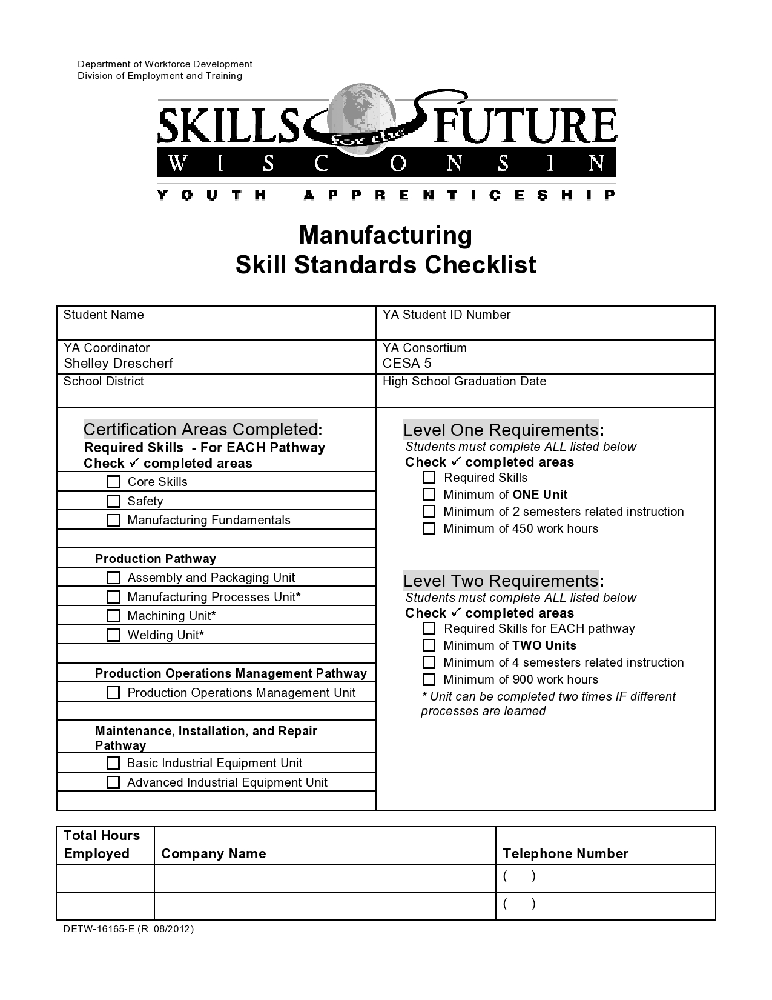 Department of Workforce Development
Division of Employment and Training
SKILLS for the FUTURE
WISCONSIN
YOUTH APPRENTICESHIP
Manufacturing
Skill Standards Checklist
Student Name
YA Student ID Number
YA Coordinator
Shelley Drescherf
YA Consortium
CESA 5
School District
High School Graduation Date
Certification Areas Completed:
Required Skills - For EACH Pathway
Check ✓ completed areas
Core Skills
Safety
Manufacturing Fundamentals
Production Pathway
Assembly and Packaging Unit
Manufacturing Processes Unit*
Machining Unit*
Welding Unit*
Production Operations Management Pathway
Production Operations Management Unit
Maintenance, Installation, and Repair
Pathway
Basic Industrial Equipment Unit
Advanced Industrial Equipment Unit
Level One Requirements:
Students must complete ALL listed below
Check ✓ completed areas
Required Skills
Minimum of ONE Unit
Minimum of 2 semesters related instruction
Minimum of 450 work hours
Level Two Requirements:
Students must complete ALL listed below
Check ✓ completed areas
Required Skills for EACH pathway
Minimum of TWO Units
Minimum of 4 semesters related instruction
Minimum of 900 work hours
* Unit can be completed two times IF different
processes are learned
Total Hours
Employed
Company Name
Telephone Number
( )
( )
DETW-16165-E (R. 08/2012)